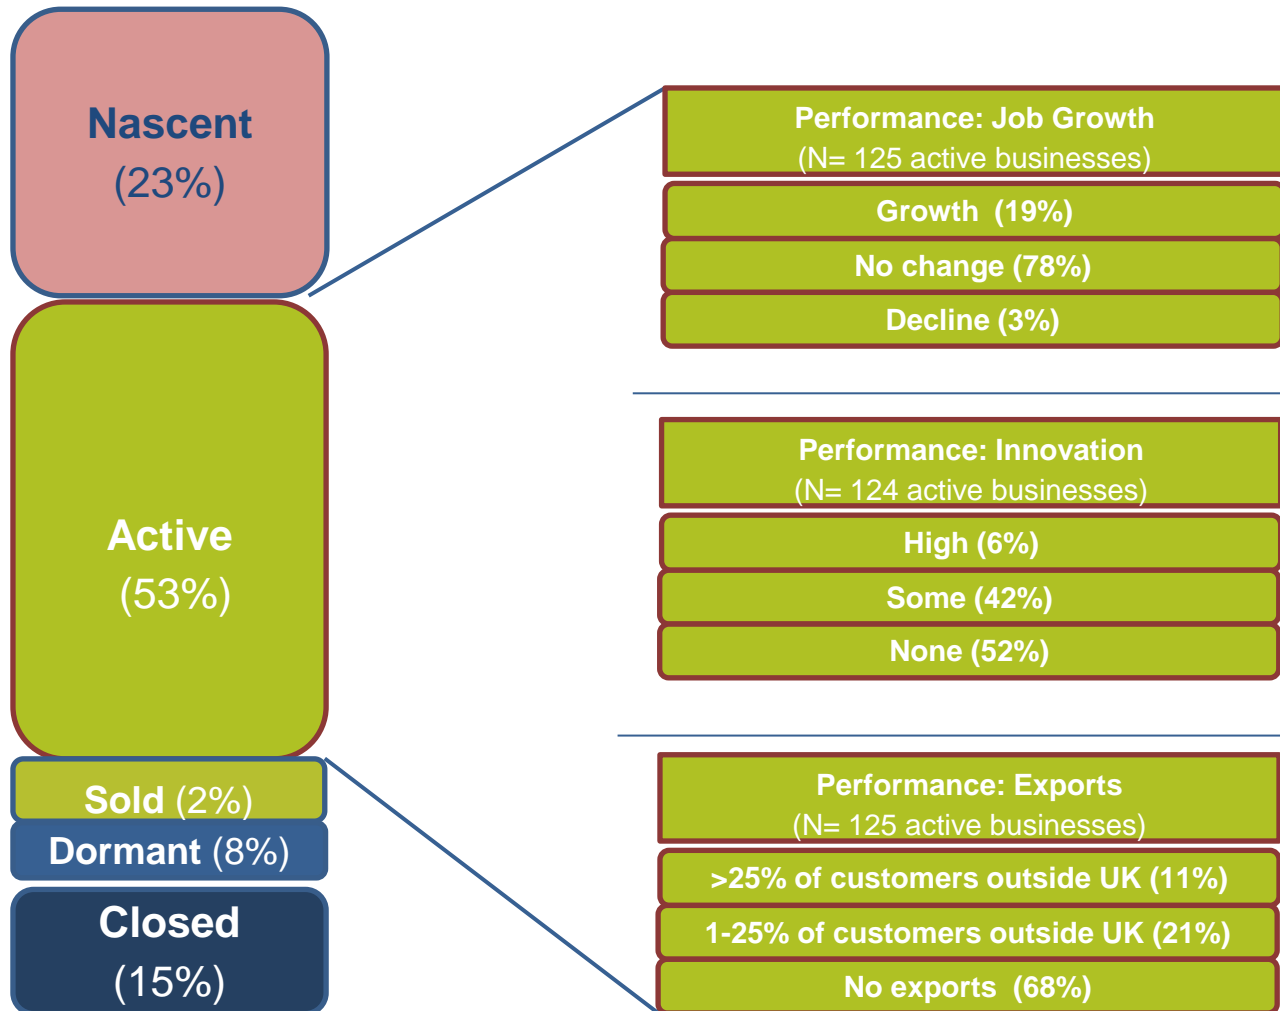 Nascent
(23%)
Active
(53%)
Sold (2%)
Dormant (8%)
Closed
(15%)
Performance: Job Growth
(N= 125 active businesses)
Growth  (19%)
No change (78%)
Decline (3%)
Performance: Innovation
(N= 124 active businesses)
High (6%)
Some (42%)
None (52%)
Performance: Exports
(N= 125 active businesses)
>25% of customers outside UK (11%)
1-25% of customers outside UK (21%)
No exports  (68%)